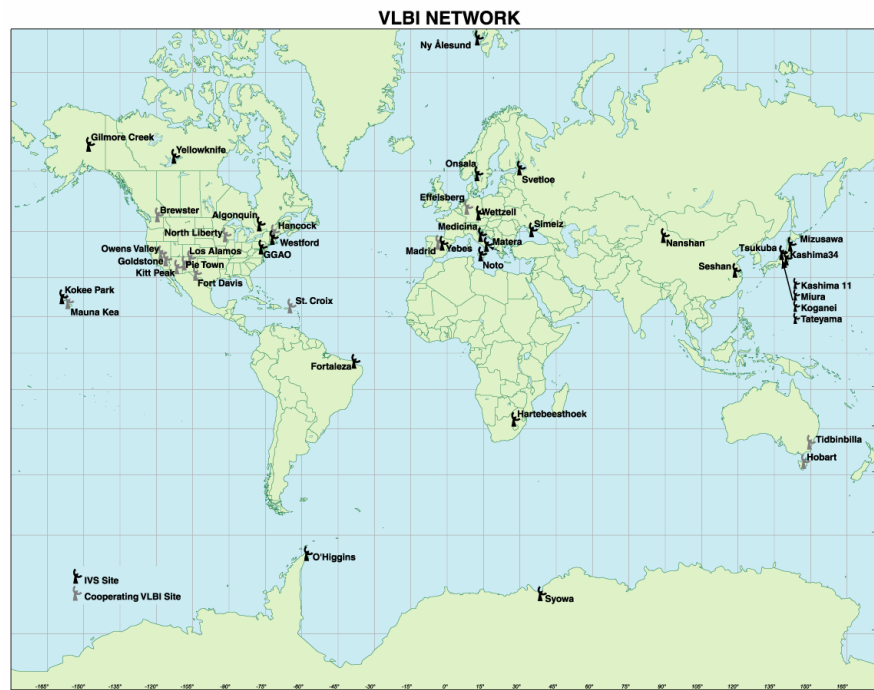 VLBI NETWORK
Ny Ålesund
Gilmore Creek
Yellowknife
Onsala
Svetloe
Effelsberg
Brewster
Algonquin
Hancock
Wettzell
North Liberty
Westford
Medicina
Simeiz
Owens Valley
Los Alamos
GGAO
Madrid
Yebes
Matera
Nanshan
Tsukuba
Mizusawa
Kashima34
Goldstone
Pie Town
Noto
Seshan
Kitt Peak
Fort Davis
Kashima 11
Kokee Park
Miura
St. Croix
Mauna Kea
Koganei
Tateyama
Fortaleza
Hartebeesthoek
Tidbinbilla
Hobart
O'Higgins
IVS Site
Cooperating VLBI Site
Syowa
-165° -150° -135° -120° -105° -90° -75° -60° -45° -30° -15° 0° 15° 30° 45° 60° 75° 90° 105° 120° 135° 150° 165°